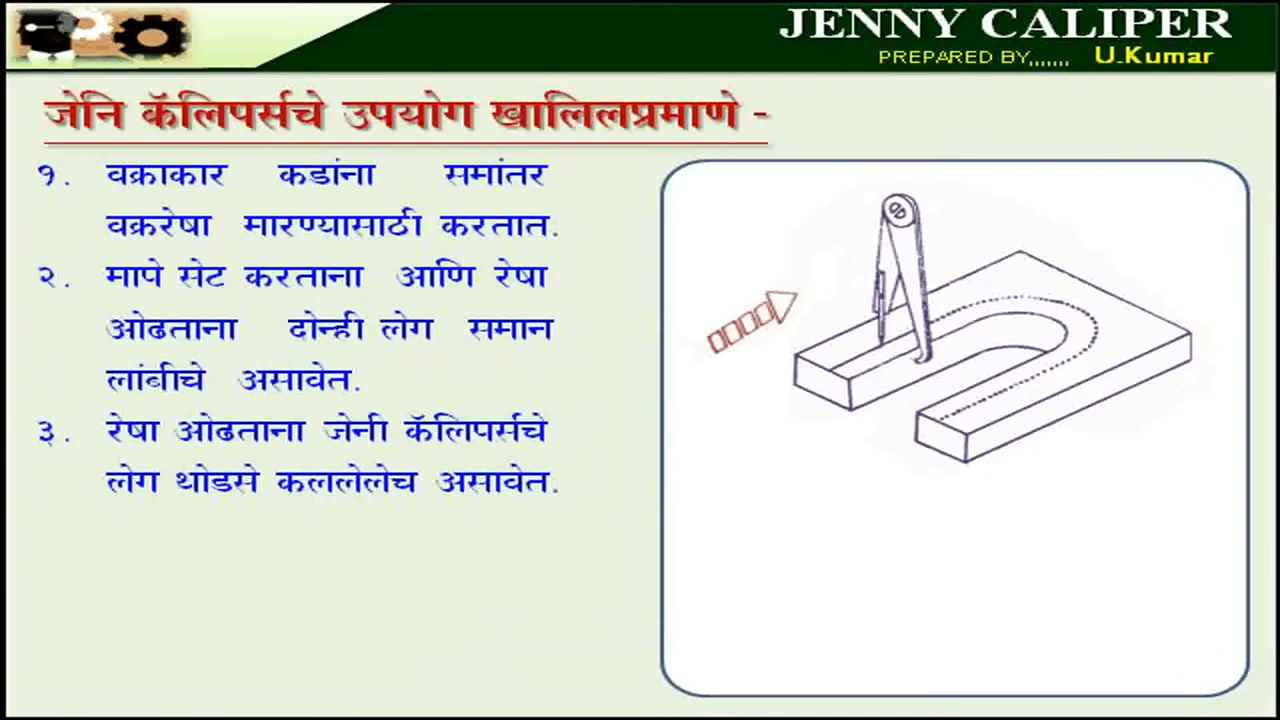 JENNY CALIPER
PREPARED BY,,,,,,, U.Kumar
जेनि कॅलिपर्सचे उपयोग खालिलप्रमाणे -
१. वक्राकार कडांना समांतर
वक्ररेषा मारण्यासाठी करतात.
२. मापे सेट करताना आणि रेषा
ओढताना दोन्ही लेग समान
लांबीचे असावेत.
३. रेषा ओढताना जेनी कॅलिपर्सचे
लेग थोडसे कललेलेच असावेत.